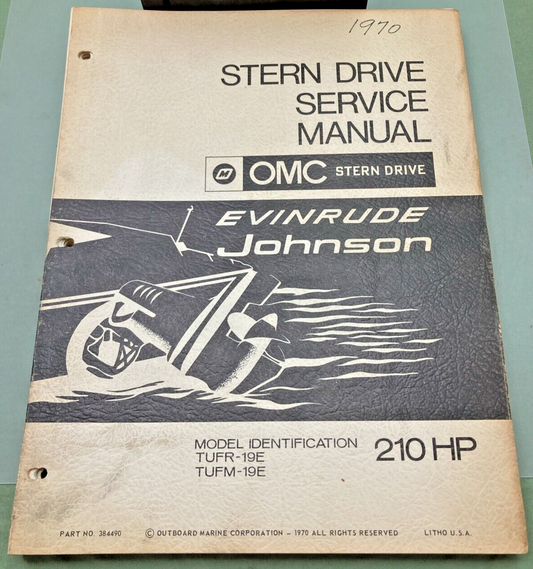 1970
STERN DRIVE
SERVICE
MANUAL
M OMC STERN DRIVE
EVINRUDE
Johnson
MODEL IDENTIFICATION
TUFR-19E
TUFM-19E
210 HP
PART NO. 384490 © OUTBOARD MARINE CORPORATION – 1970 ALL RIGHTS RESERVED LITHO U.S.A.